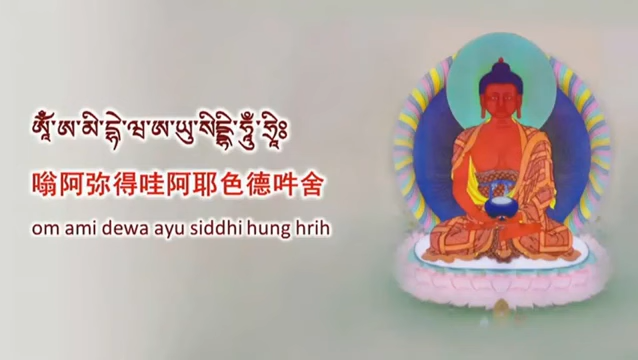 ཨོཾ་ཨ་མི་དྷེ་ཝ་ཨ་ཡུ་སིདྡྷི་ཧཱུྂ་ཧྲཱིཿ
嗡阿弥得哇阿耶色德吽舍
om ami dewa ayu siddhi hung hrih